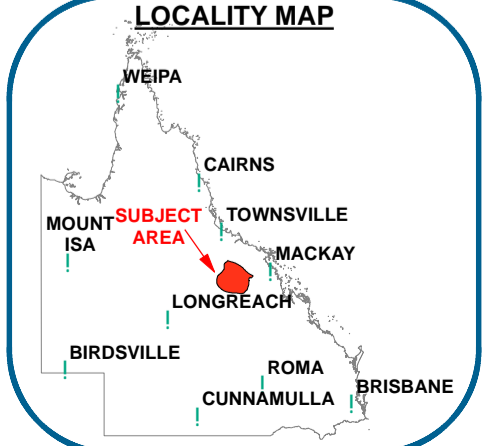 LOCALITY MAP
WEIPA
CAIRNS
TOWNSVILLE
MOUNT
ISA
SUBJECT
AREA
MACKAY
LONGREACH
BIRDSVILLE
ROMA
CUNNAMULLA
BRISBANE